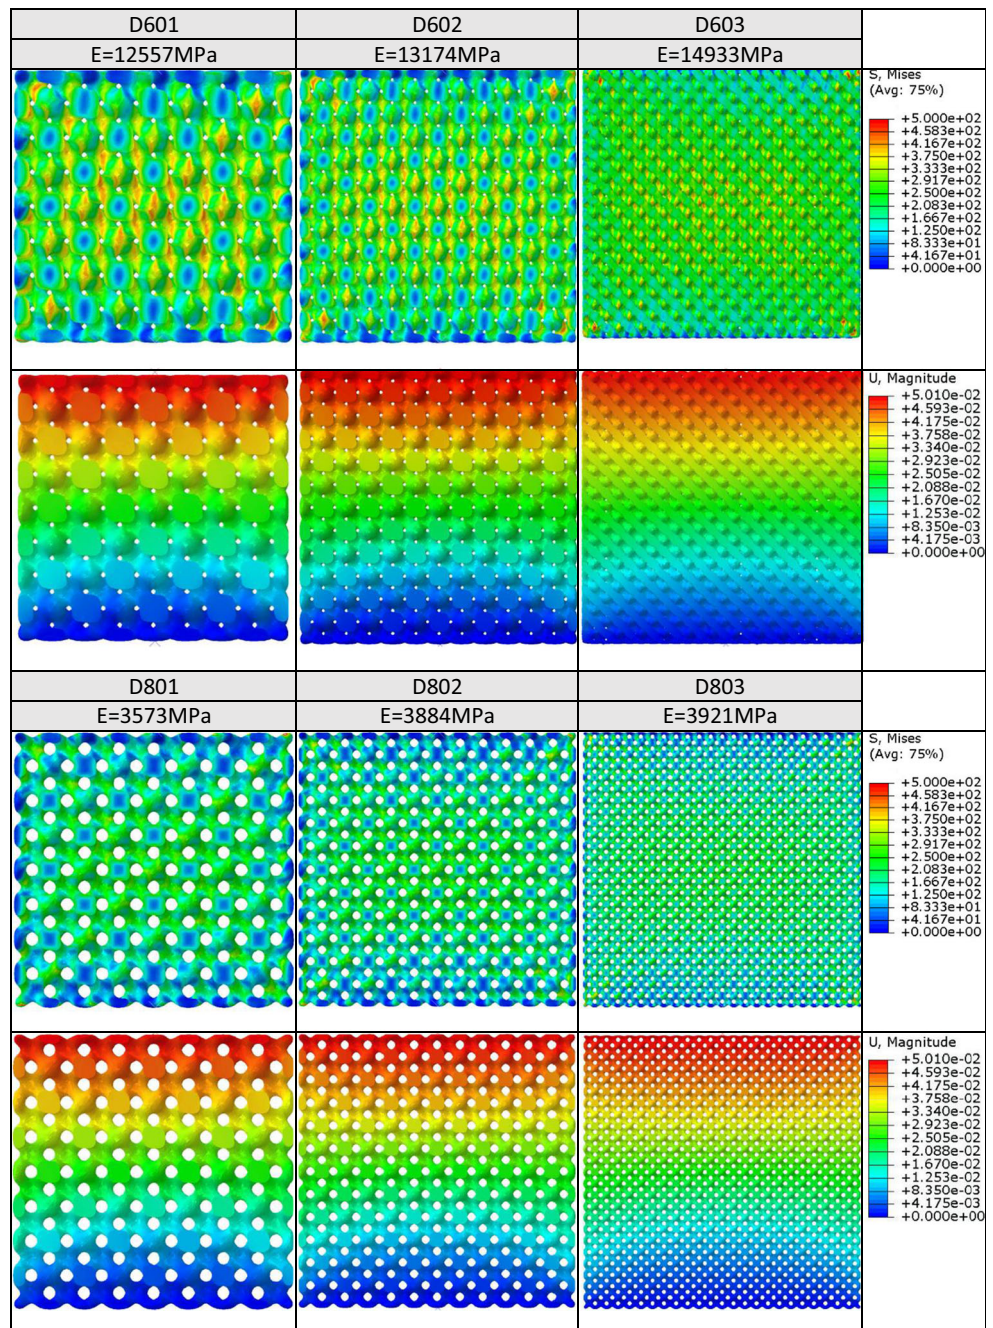 D601 D602 D603
E=12557MPa E=13174MPa E=14933MPa
S, Mises
(Avg: 75%)
+5.000e+02
+4.583e+02
+4.167e+02
+3.750e+02
+3.333e+02
+2.917e+02
+2.500e+02
+2.083e+02
+1.667e+02
+1.250e+02
+8.333e+01
+4.167e+01
+0.000e+00
U, Magnitude
+5.010e-02
+4.593e-02
+4.175e-02
+3.758e-02
+3.340e-02
+2.923e-02
+2.505e-02
+2.088e-02
+1.670e-02
+1.253e-02
+8.350e-03
+4.175e-03
+0.000e+00
D801 D802 D803
E=3573MPa E=3884MPa E=3921MPa
S, Mises
(Avg: 75%)
+5.000e+02
+4.583e+02
+4.167e+02
+3.750e+02
+3.333e+02
+2.917e+02
+2.500e+02
+2.083e+02
+1.667e+02
+1.250e+02
+8.333e+01
+4.167e+01
+0.000e+00
U, Magnitude
+5.010e-02
+4.593e-02
+4.175e-02
+3.758e-02
+3.340e-02
+2.923e-02
+2.505e-02
+2.088e-02
+1.670e-02
+1.253e-02
+8.350e-03
+4.175e-03
+0.000e+00